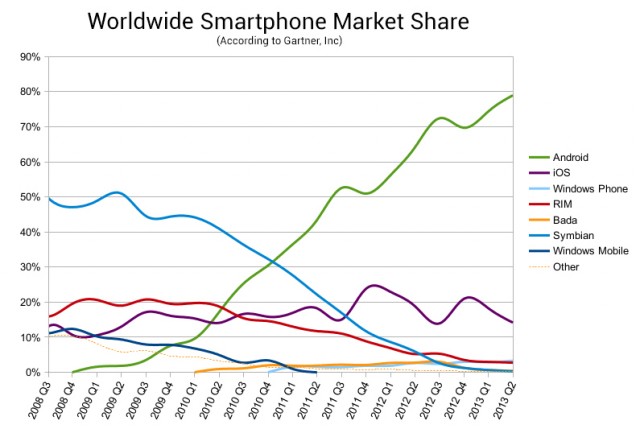 Worldwide Smartphone Market Share
(According to Gartner, Inc)
90%
80%
70%
60%
50%
40%
30%
20%
10%
0%
Android
iOS
Windows Phone
RIM
Bada
Symbian
Windows Mobile
Other
2008 Q3
2008 Q4
2009 Q1
2009 Q2
2009 Q3
2009 Q4
2010 Q1
2010 Q2
2010 Q3
2010 Q4
2011 Q1
2011 Q2
2011 Q3
2011 Q4
2012 Q1
2012 Q2
2012 Q3
2012 Q4
2013 Q1
2013 Q2